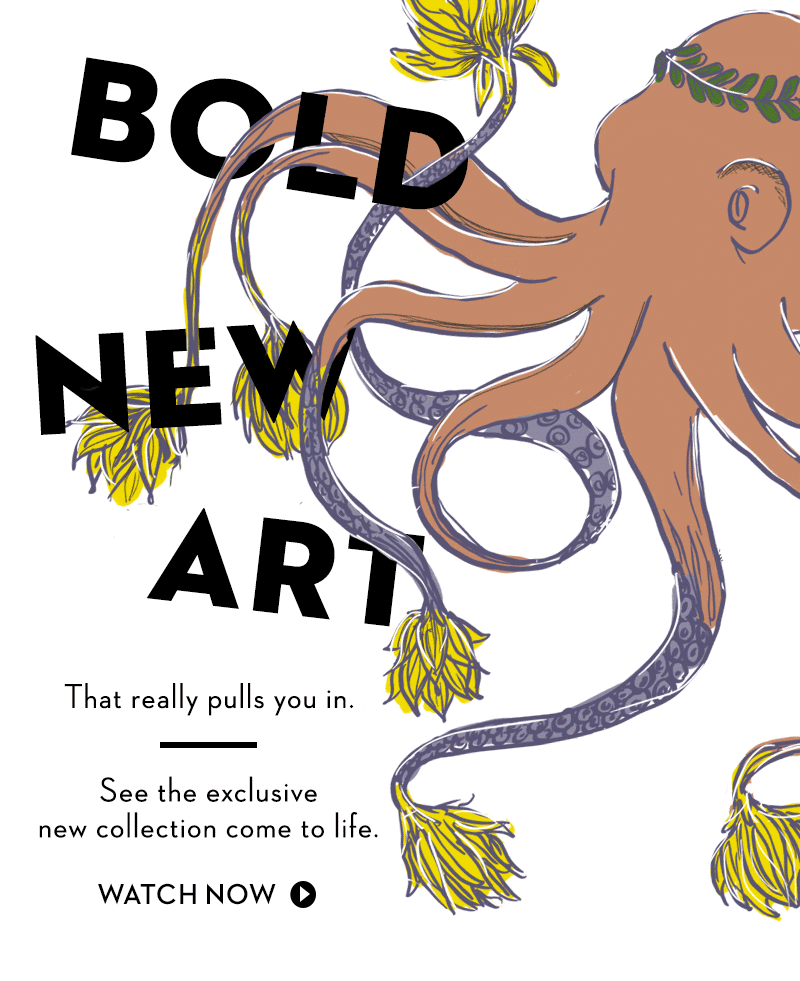 BOLD
NEW
ART
That really pulls you in.
See the exclusive
new collection come to life.
WATCH NOW